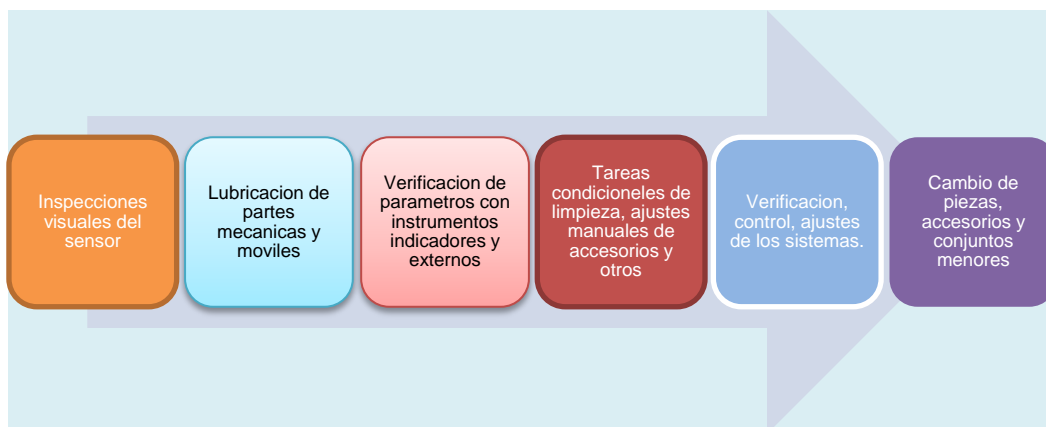 Inspecciones
visuales del
sensor
Lubricacion de
partes
mecanicas y
moviles
Verificacion de
parametros con
instrumentos
indicadores y
externos
Tareas
condicioneles de
limpieza, ajustes
manuales de
accesorios y
otros
Verificacion,
control, ajustes
de los sistemas.
Cambio de
piezas,
accesorios y
conjuntos
menores